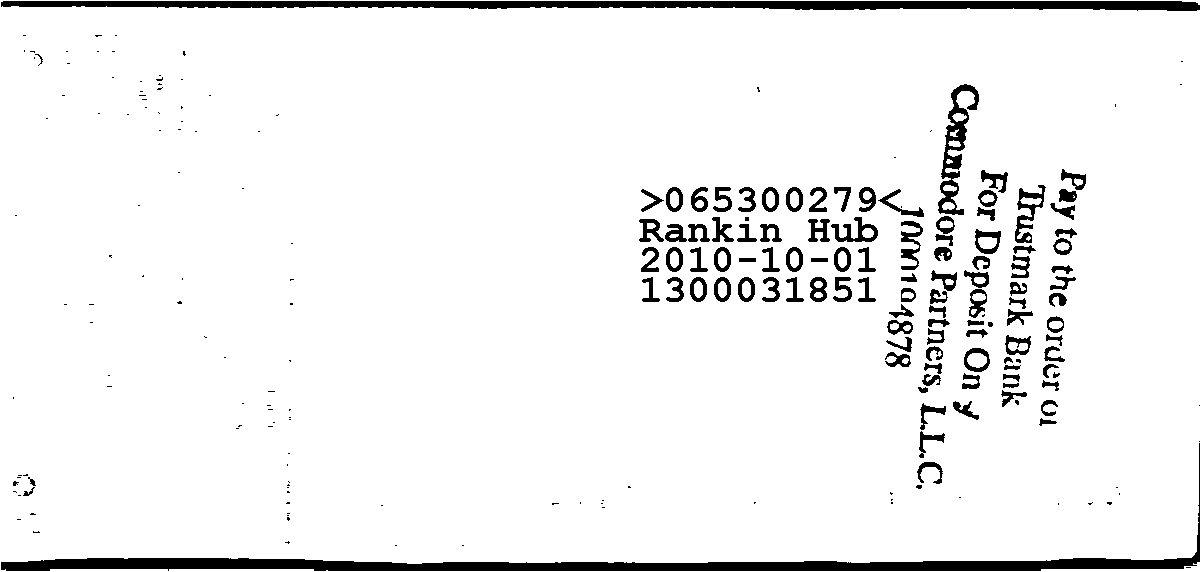 >065300279<
Rankin Hub
2010-10-01
1300031851
Pay to the order of
Trustmark Bank
For Deposit Only
Commodore Partners, L.L.C.